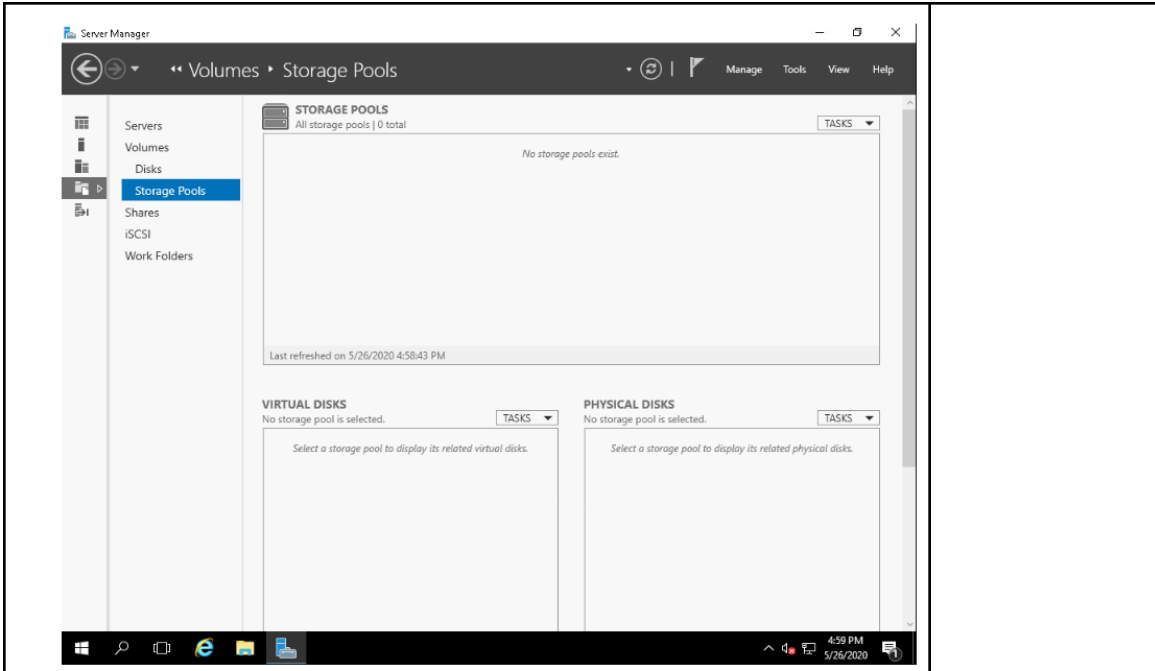 Server Manager
Volumes Storage Pools
Manage Tools View Help
Servers
Volumes
Disks
Storage Pools
Shares
iSCSI
Work Folders
STORAGE POOLS
All storage pools | 0 total
TASKS
No storage pools exist.
Last refreshed on 5/26/2020 4:58:43 PM
VIRTUAL DISKS
No storage pool is selected.
TASKS
Select a storage pool to display its related virtual disks.
PHYSICAL DISKS
No storage pool is selected.
TASKS
Select a storage pool to display its related physical disks.
4:59 PM
5/26/2020
1